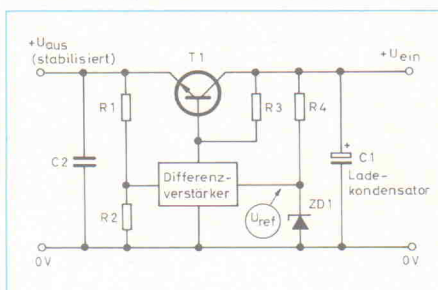 +Uaus
(stabilisiert)
T1
+Uein
R1
R3
R4
C2
+
C1
Lade-
kondensator
Differenz-
verstärker
R2
Uref
ZD1
0V
0V